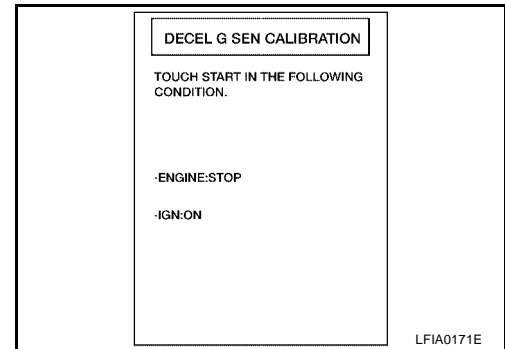 DECEL G SEN CALIBRATION
TOUCH START IN THE FOLLOWING
CONDITION.
·ENGINE:STOP
·IGN:ON
LFIA0171E